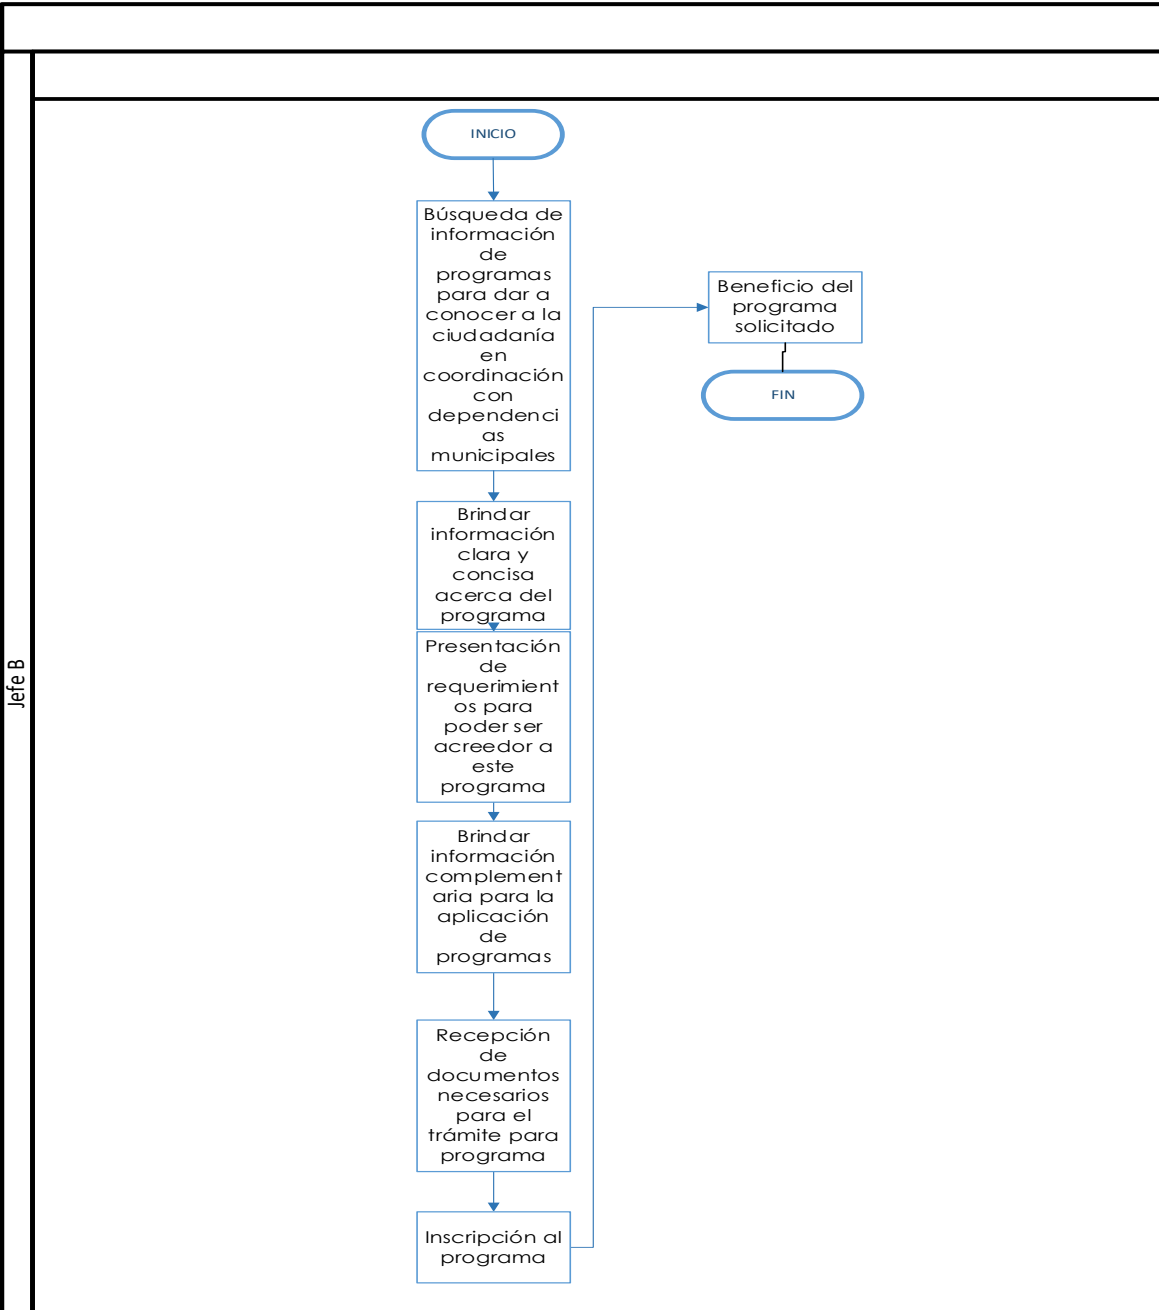 INICIO
Búsqueda de
información
de
programas
para dar a
conocer a la
ciudadanía
en
coordinación
con
dependenci
as
municipales
Brindar
información
clara y
concisa
acerca del
programa
Presentación
de
requerimient
os para
poder ser
acreedor a
este
programa
Brindar
información
complement
aria para la
aplicación
de
programas
Recepción
de
documentos
necesarios
para el
trámite para
programa
Inscripción al
programa
Beneficio del
programa
solicitado
FIN
Jefe B